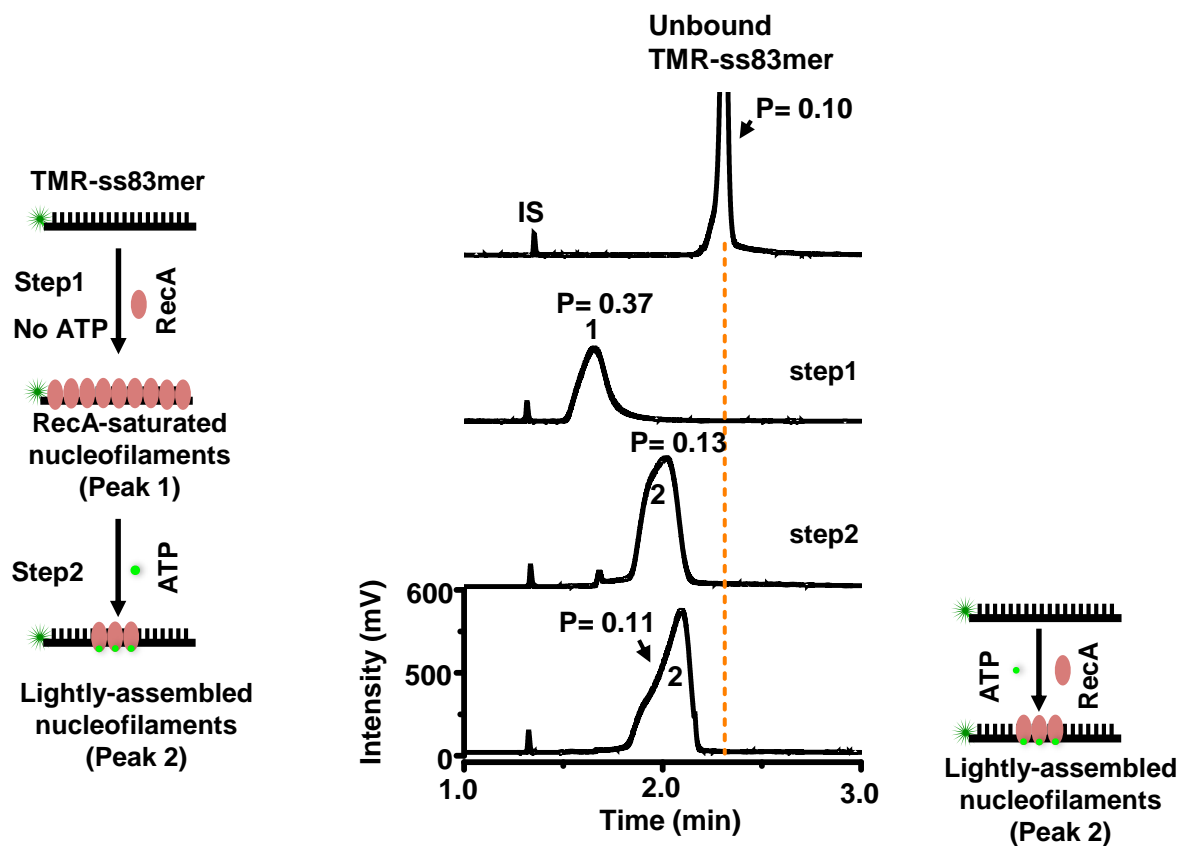 TMR-ss83mer
Step1
No ATP
RecA
RecA-saturated
nucleofilaments
(Peak 1)
Step2
ATP
Lightly-assembled
nucleofilaments
(Peak 2)
Unbound
TMR-ss83mer
P= 0.10
IS
P= 0.37
1
step1
P= 0.13
2
step2
P= 0.11
2
Intensity (mV)
600
500
0
1.0
2.0
3.0
Time (min)
ATP
RecA
Lightly-assembled
nucleofilaments
(Peak 2)